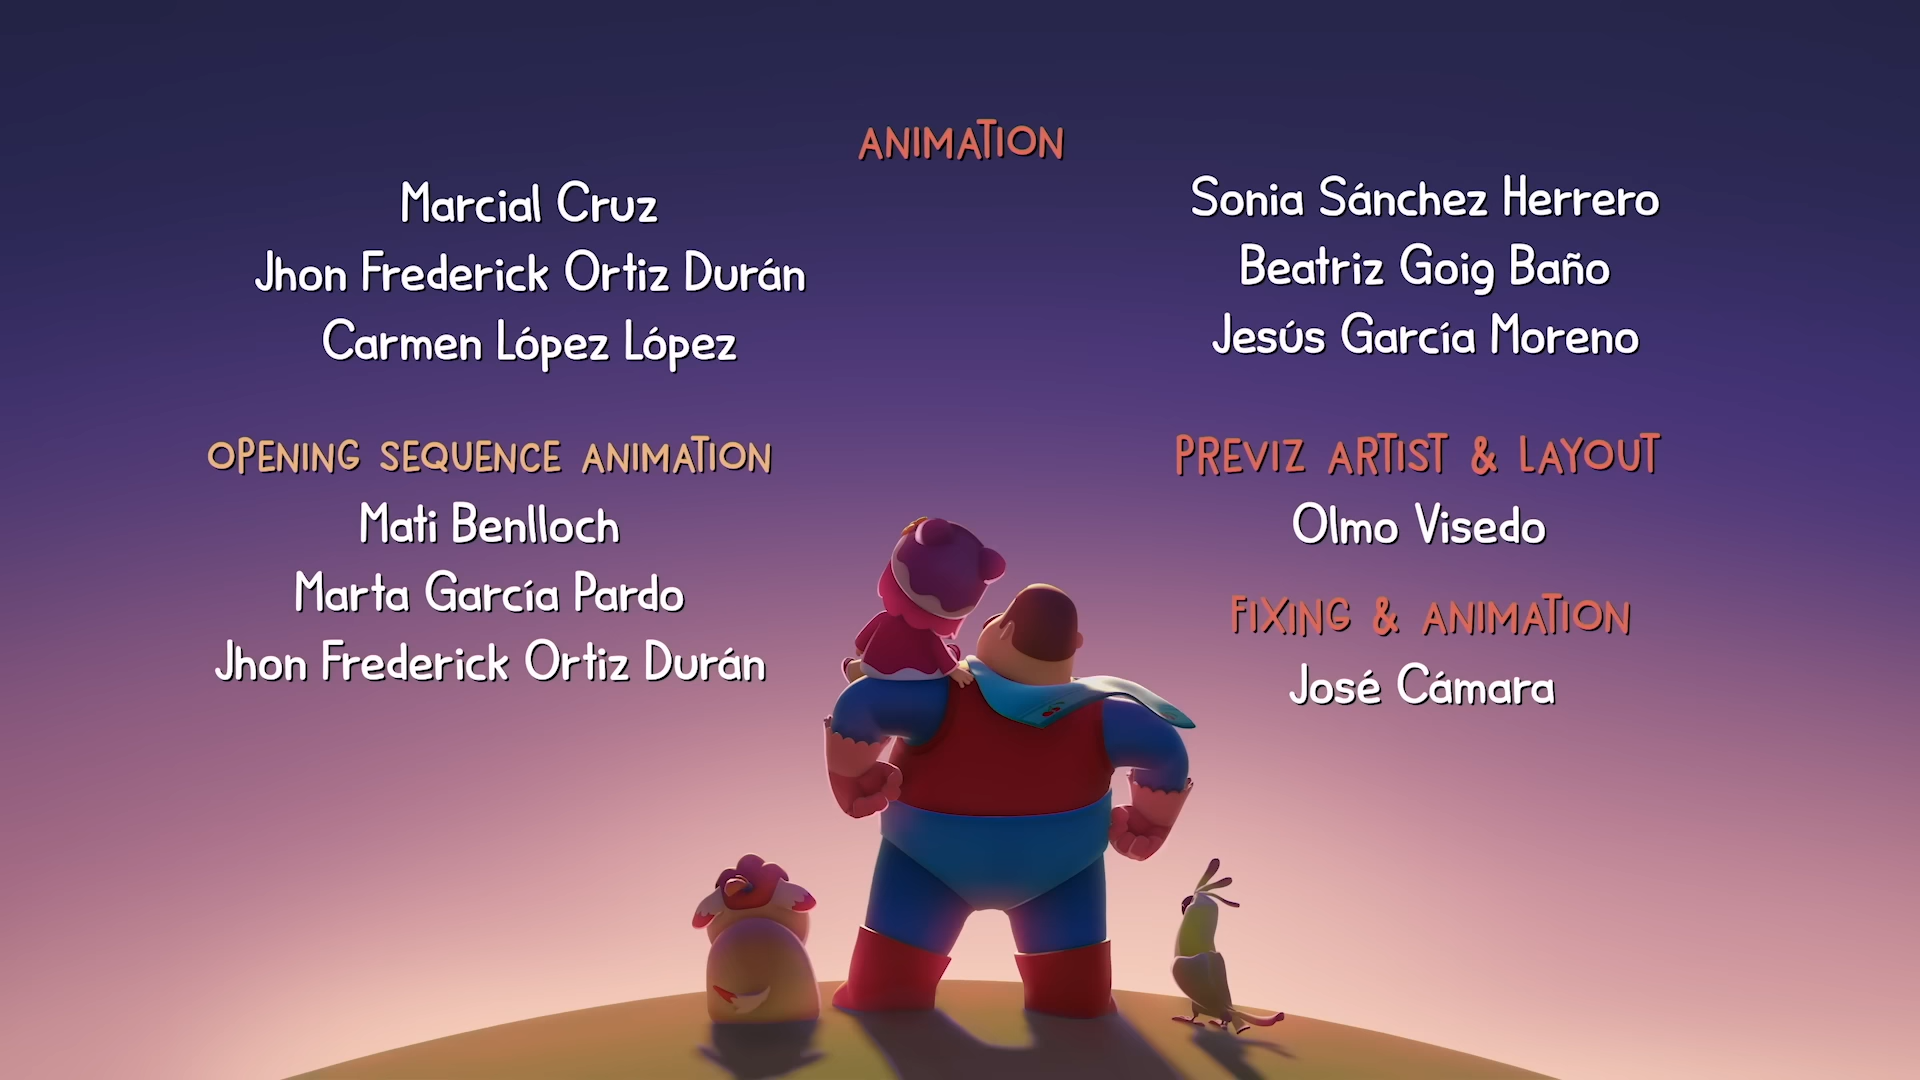 ANIMATION
Marcial Cruz
Jhon Frederick Ortiz Durán
Carmen López López
Sonia Sánchez Herrero
Beatriz Goig Baño
Jesús García Moreno
OPENING SEQUENCE ANIMATION
Mati Benlloch
Marta García Pardo
Jhon Frederick Ortiz Durán
PREVIZ ARTIST & LAYOUT
Olmo Visedo
FIXING & ANIMATION
José Cámara